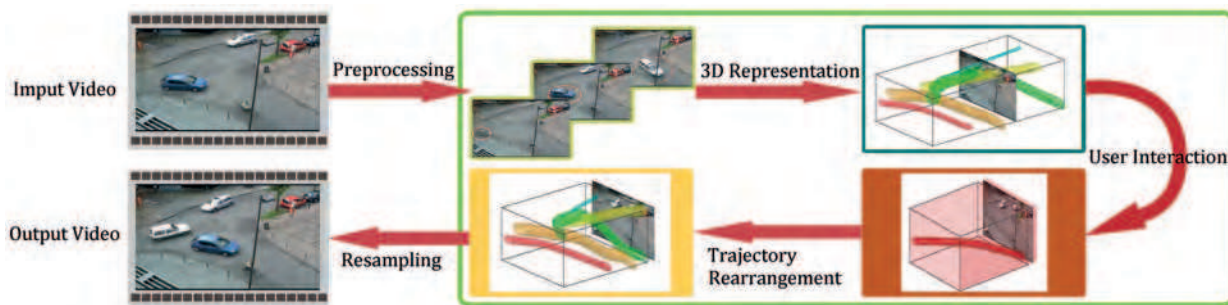 Imput Video
Preprocessing
3D Representation
User Interaction
Output Video
Resampling
Trajectory
Rearrangement